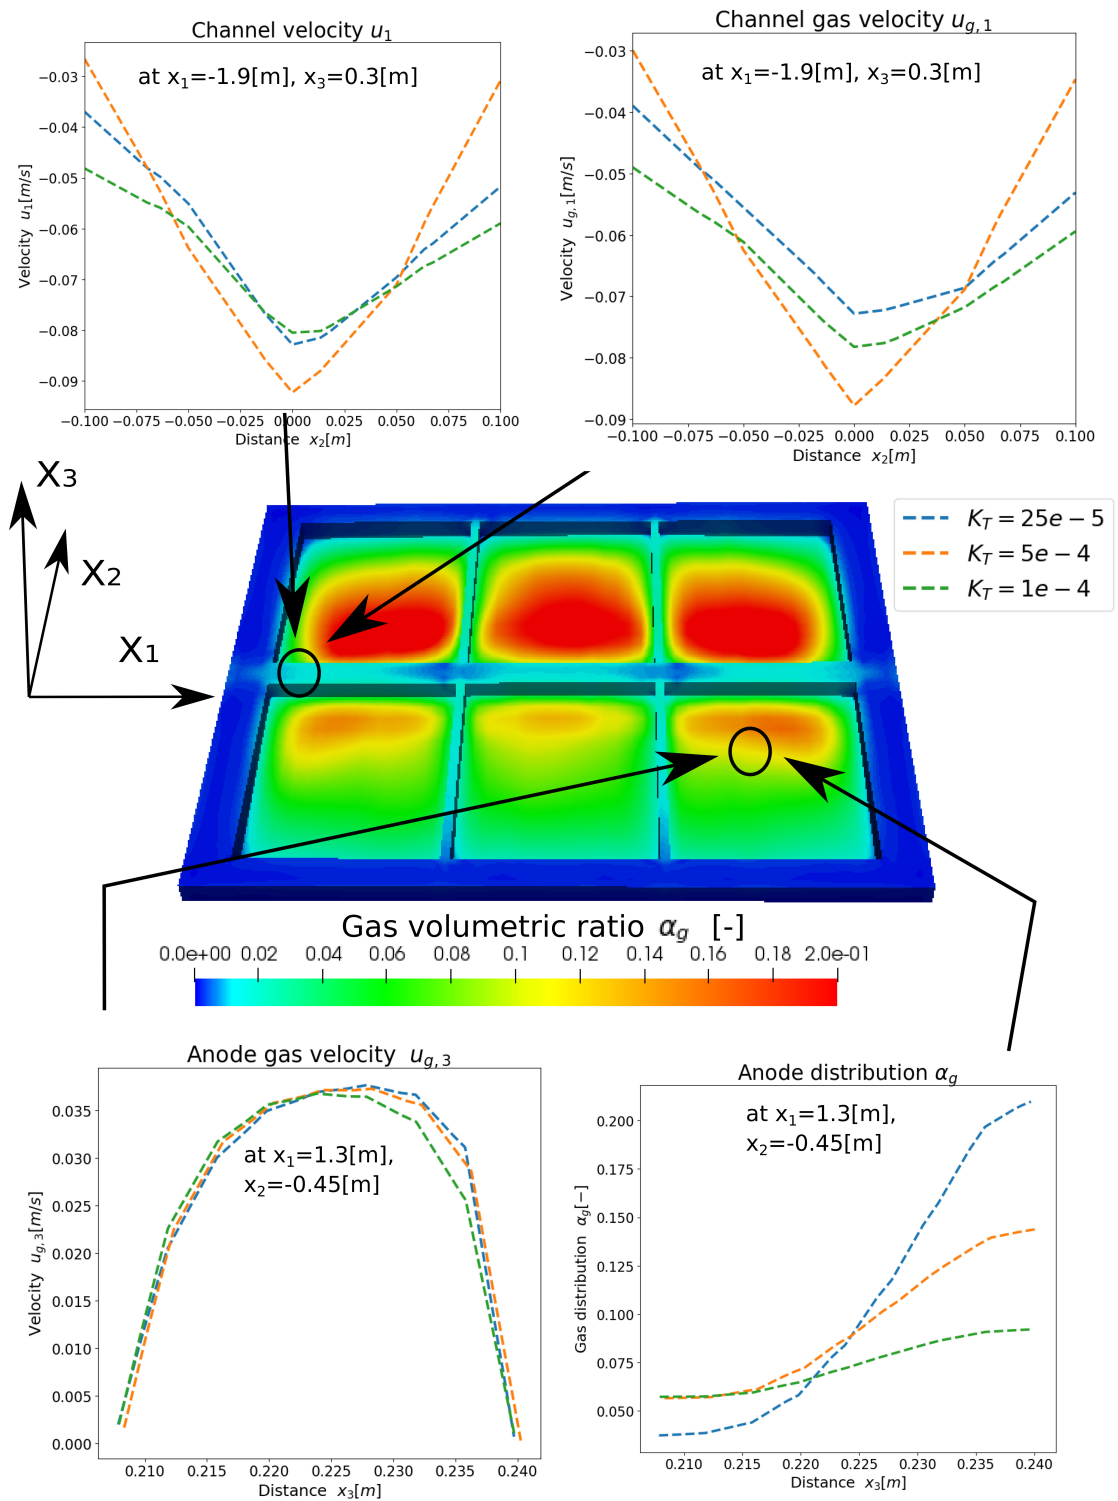 Channel velocity u1
at x1=-1.9[m], x3=0.3[m]
Velocity u1[m/s]
−0.03
−0.04
−0.05
−0.06
−0.07
−0.08
−0.09
−0.100 −0.075 −0.050 −0.025 0.000 0.025 0.050 0.075 0.100
Distance x2[m]
Channel gas velocity ug,1
at x1=-1.9[m], x3=0.3[m]
Velocity ug,1[m/s]
−0.03
−0.04
−0.05
−0.06
−0.07
−0.08
−0.09
−0.100 −0.075 −0.050 −0.025 0.000 0.025 0.050 0.075 0.100
Distance x2[m]
X3
X2
X1
KT = 25e − 5
KT = 5e − 4
KT = 1e − 4
Gas volumetric ratio αg [-]
0.0e+00 0.02 0.04 0.06 0.08 0.1 0.12 0.14 0.16 0.18 2.0e-01
Anode gas velocity ug,3
at x1=1.3[m],
x2=-0.45[m]
Velocity ug,3[m/s]
0.035
0.030
0.025
0.020
0.015
0.010
0.005
0.000
0.210 0.215 0.220 0.225 0.230 0.235 0.240
Distance x3[m]
Anode distribution αg
at x1=1.3[m],
x2=-0.45[m]
Gas distribution αg[−]
0.200
0.175
0.150
0.125
0.100
0.075
0.050
0.210 0.215 0.220 0.225 0.230 0.235 0.240
Distance x3[m]